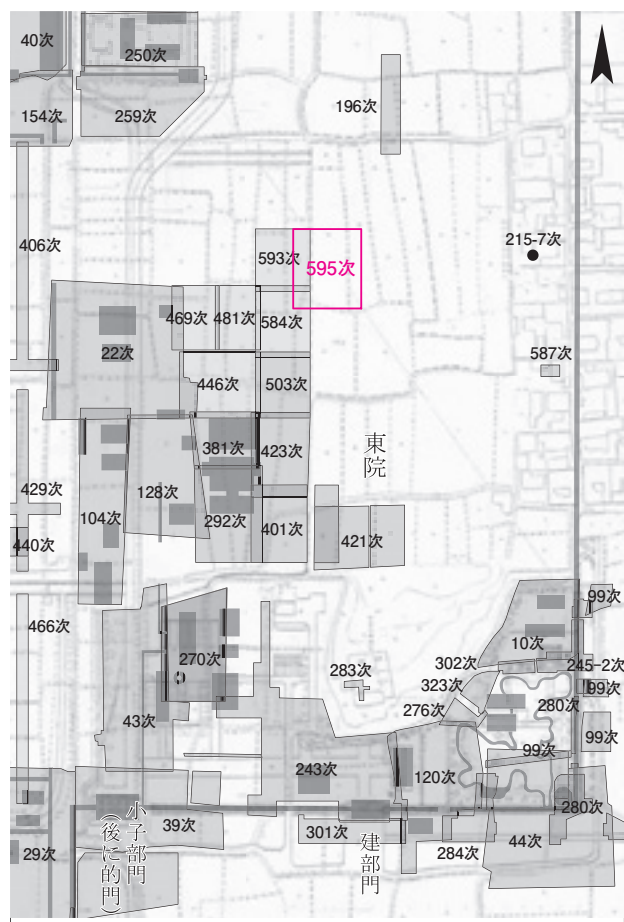 40次
250次
154次
259次
196次
406次
593次
595次
215-7次
469次
481次
584次
22次
587次
446次
503次
381次
423次
東院
429次
128次
104次
292次
401次
421次
440次
466次
99次
10次
270次
283次
302次
245-2次
323次
99次
276次
280次
43次
99次
99次
243次
120次
280次
小子部門
（後に的門）
39次
301次
建部門
284次
44次
29次